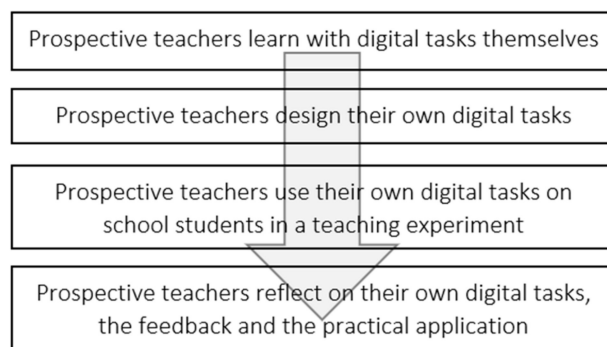 Prospective teachers learn with digital tasks themselves
Prospective teachers design their own digital tasks
Prospective teachers use their own digital tasks on
school students in a teaching experiment
Prospective teachers reflect on their own digital tasks,
the feedback and the practical application